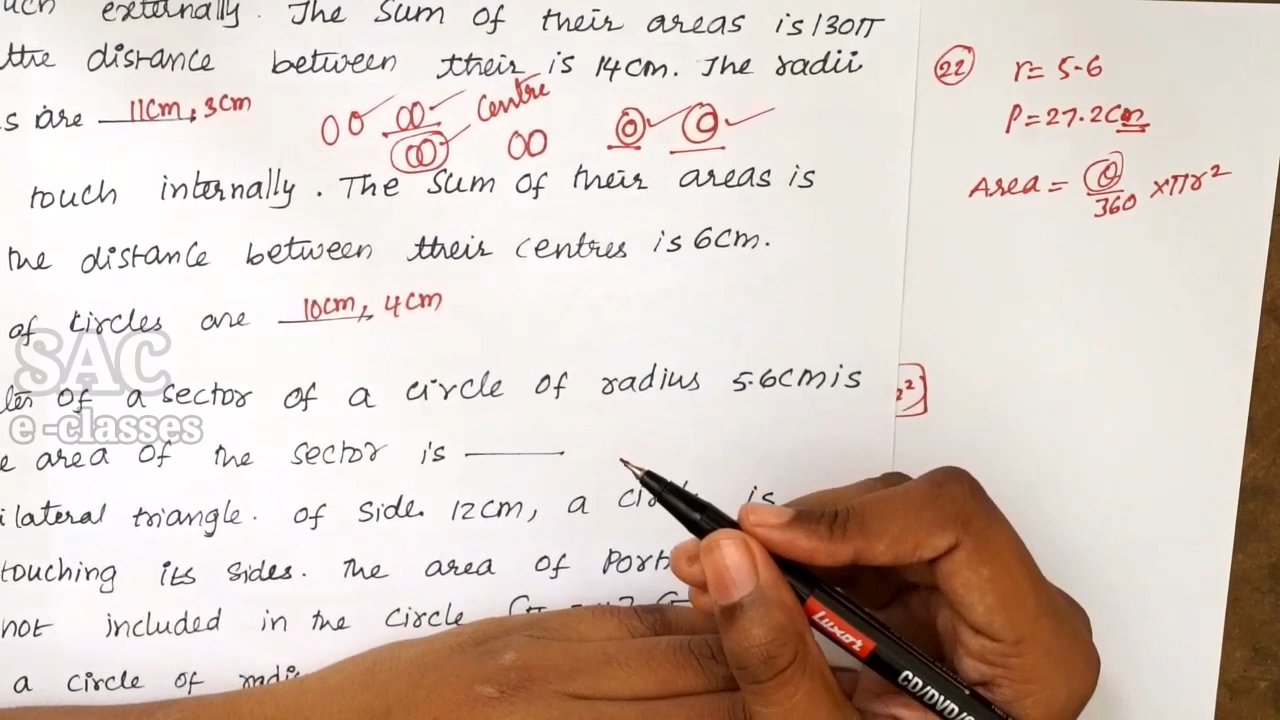 externally. The Sum of their areas is 130π
the distance between their is 14cm. The radii
s are 11cm, 3cm
Centre
touch internally. The Sum of their areas is
the distance between their centres is 6cm.
of circles are 10cm, 4cm
SAC
of a sector of a circle of radius 5.6cm is
e-classes
area of the sector is
ilateral triangle. Of Side 12cm, a is
touching its sides. The area of
not included in the circle
a circle of
22 r= 5.6
P=27.2cm
Area = θ/360 ×πr²
Luxor
CD/DVD/